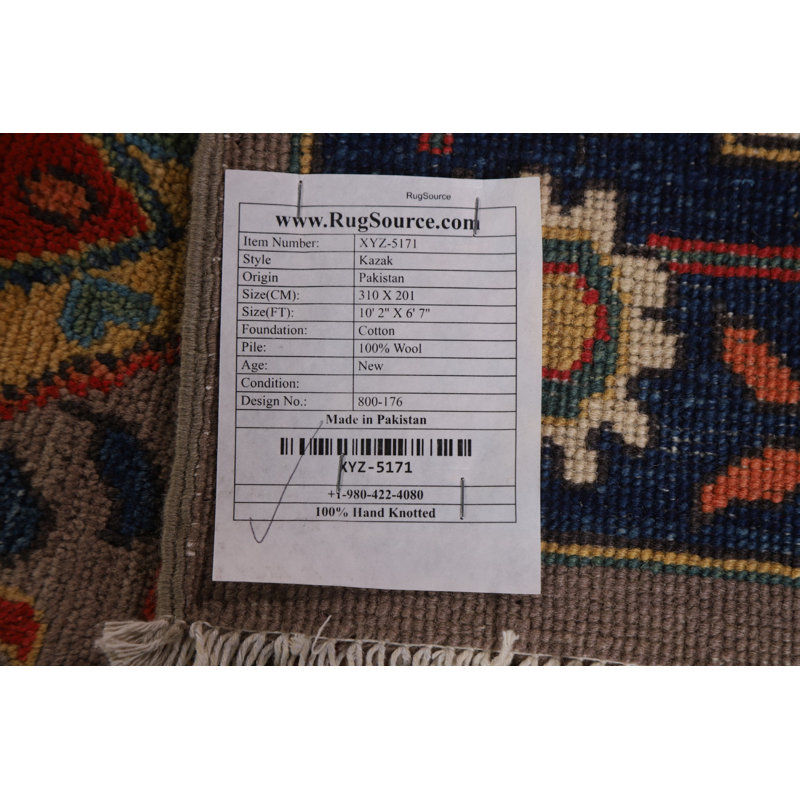 RugSource
www.RugSource.com
Item Number: XYZ-5171
Style Kazak
Origin Pakistan
Size(CM): 310 X 201
Size(FT): 10' 2" X 6' 7"
Foundation: Cotton
Pile: 100% Wool
Age: New
Condition:
Design No.: 800-176
Made in Pakistan
XYZ-5171
+1-980-422-4080
100% Hand Knotted